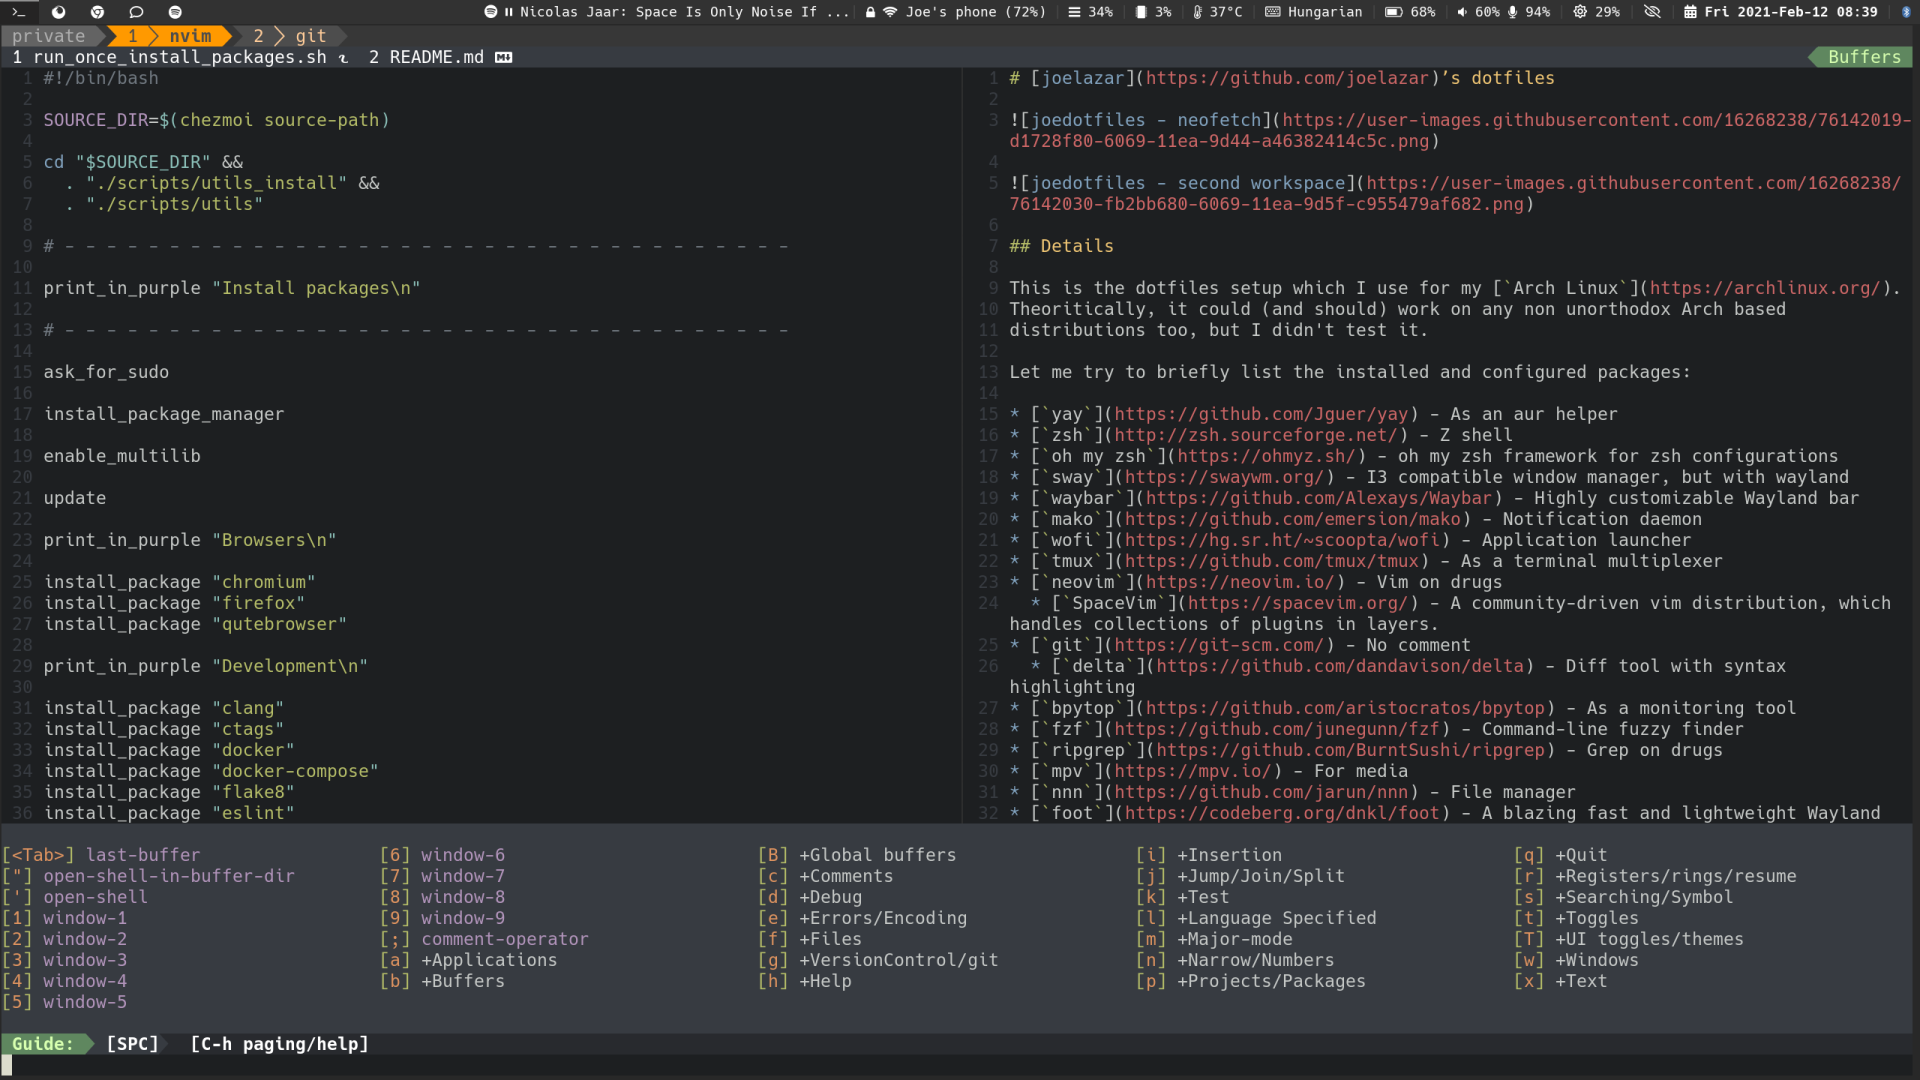 Nicolas Jaar: Space Is Only Noise If ... Joe's phone (72%) 34% 3% 37°C Hungarian 68% 60% 94% 29% Fri 2021-Feb-12 08:39
private 1 nvim 2 git
1 run_once_install_packages.sh 2 README.md Buffers
1 #!/bin/bash
2
3 SOURCE_DIR=$(chezmoi source-path)
4
5 cd "$SOURCE_DIR" &&
6 . "./scripts/utils_install" &&
7 . "./scripts/utils"
8
9 # - - - - - - - - - - - - - - - - - - - - - - - - - - - - - - - - - - -
10
11 print_in_purple "Install packages\n"
12
13 # - - - - - - - - - - - - - - - - - - - - - - - - - - - - - - - - - - -
14
15 ask_for_sudo
16
17 install_package_manager
18
19 enable_multilib
20
21 update
22
23 print_in_purple "Browsers\n"
24
25 install_package "chromium"
26 install_package "firefox"
27 install_package "qutebrowser"
28
29 print_in_purple "Development\n"
30
31 install_package "clang"
32 install_package "ctags"
33 install_package "docker"
34 install_package "docker-compose"
35 install_package "flake8"
36 install_package "eslint"
1 # [joelazar](https://github.com/joelazar)'s dotfiles
2
3 ![joedotfiles - neofetch](https://user-images.githubusercontent.com/16268238/76142019-
d1728f80-6069-11ea-9d44-a46382414c5c.png)
4
5 ![joedotfiles - second workspace](https://user-images.githubusercontent.com/16268238/
76142030-fb2bb680-6069-11ea-9d5f-c955479af682.png)
6
7 ## Details
8
9 This is the dotfiles setup which I use for my [`Arch Linux`](https://archlinux.org/).
10 Theoritically, it could (and should) work on any non unorthodox Arch based
11 distributions too, but I didn't test it.
12
13 Let me try to briefly list the installed and configured packages:
14
15 * [`yay`](https://github.com/Jguer/yay) - As an aur helper
16 * [`zsh`](http://zsh.sourceforge.net/) - Z shell
17 * [`oh my zsh`](https://ohmyz.sh/) - oh my zsh framework for zsh configurations
18 * [`sway`](https://swaywm.org/) - I3 compatible window manager, but with wayland
19 * [`waybar`](https://github.com/Alexays/Waybar) - Highly customizable Wayland bar
20 * [`mako`](https://github.com/emersion/mako) - Notification daemon
21 * [`wofi`](https://hg.sr.ht/~scoopta/wofi) - Application launcher
22 * [`tmux`](https://github.com/tmux/tmux) - As a terminal multiplexer
23 * [`neovim`](https://neovim.io/) - Vim on drugs
24 * [`SpaceVim`](https://spacevim.org/) - A community-driven vim distribution, which
handles collections of plugins in layers.
25 * [`git`](https://git-scm.com/) - No comment
26 * [`delta`](https://github.com/dandavison/delta) - Diff tool with syntax
highlighting
27 * [`bpytop`](https://github.com/aristocratos/bpytop) - As a monitoring tool
28 * [`fzf`](https://github.com/junegunn/fzf) - Command-line fuzzy finder
29 * [`ripgrep`](https://github.com/BurntSushi/ripgrep) - Grep on drugs
30 * [`mpv`](https://mpv.io/) - For media
31 * [`nnn`](https://github.com/jarun/nnn) - File manager
32 * [`foot`](https://codeberg.org/dnkl/foot) - A blazing fast and lightweight Wayland
[<Tab>] last-buffer [6] window-6 [B] +Global buffers [i] +Insertion [q] +Quit
["] open-shell-in-buffer-dir [7] window-7 [c] +Comments [j] +Jump/Join/Split [r] +Registers/rings/resume
['] open-shell [8] window-8 [d] +Debug [k] +Test [s] +Searching/Symbol
[1] window-1 [9] window-9 [e] +Errors/Encoding [l] +Language Specified [t] +Toggles
[2] window-2 [;] comment-operator [f] +Files [m] +Major-mode [T] +UI toggles/themes
[3] window-3 [a] +Applications [g] +VersionControl/git [n] +Narrow/Numbers [w] +Windows
[4] window-4 [b] +Buffers [h] +Help [p] +Projects/Packages [x] +Text
[5] window-5
Guide: [SPC] [C-h paging/help]